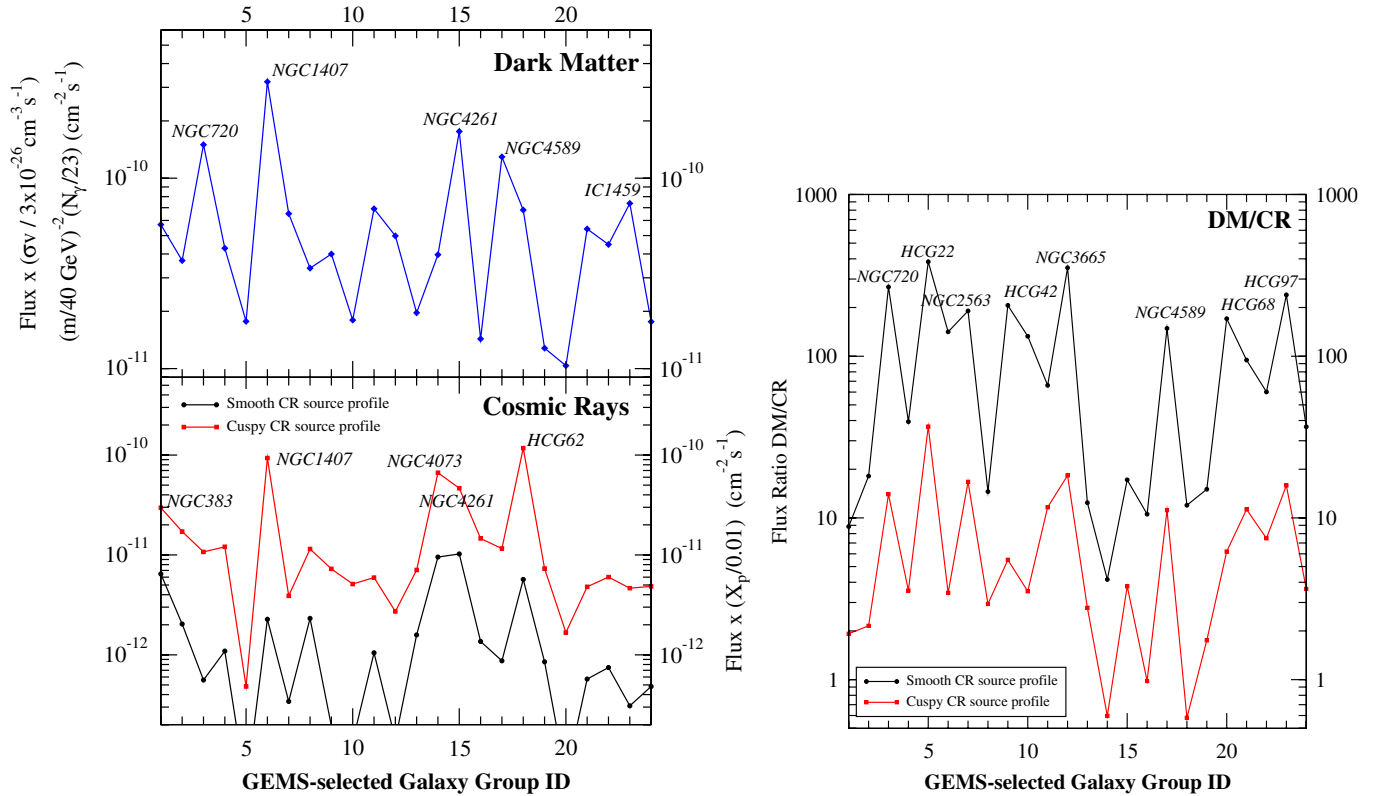 5 10 15 20
Dark Matter
NGC1407
NGC720
NGC4261
NGC4589
IC1459
10^-10 10^-10
10^-11 10^-11
Flux x (σv / 3x10^-26 cm^-3 s^-1)
(m/40 GeV)^-2 (N_γ/23) (cm^-2 s^-1)
Smooth CR source profile
Cuspy CR source profile
Cosmic Rays
NGC383
NGC1407
NGC4073
NGC4261
HCG62
10^-10 10^-10
10^-11 10^-11
10^-12 10^-12
Flux x (X_p/0.01) (cm^-2 s^-1)
5 10 15 20
GEMS-selected Galaxy Group ID
DM/CR
1000 1000
100 100
10 10
1 1
Flux Ratio DM/CR
NGC720
HCG22
NGC2563
HCG42
NGC3665
NGC4589
HCG68
HCG97
Smooth CR source profile
Cuspy CR source profile
5 10 15 20
GEMS-selected Galaxy Group ID